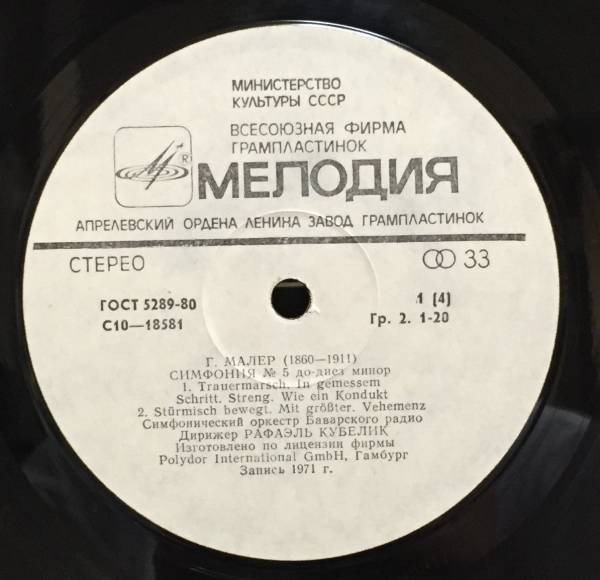 МИНИСТЕРСТВО
КУЛЬТУРЫ СССР
ВСЕСОЮЗНАЯ ФИРМА
ГРАМПЛАСТИНОК
® МЕЛОДИЯ
АПРЕЛЕВСКИЙ ОРДЕНА ЛЕНИНА ЗАВОД ГРАМПЛАСТИНОК
СТЕРЕО 33
ГОСТ 5289-80 1 (4)
С10—18581 Гр. 2. 1-20
Г. МАЛЕР (1860—1911)
СИМФОНИЯ № 5 до-диез минор
1. Trauermarsch. In gemessem
Schritt. Streng. Wie ein Kondukt
2. Stürmisch bewegt. Mit größter. Vehemenz
Симфонический оркестр Баварского радио
Дирижер РАФАЭЛЬ КУБЕЛИК
Изготовлено по лицензии фирмы
Polydor International GmbH, Гамбург
Запись 1971 г.